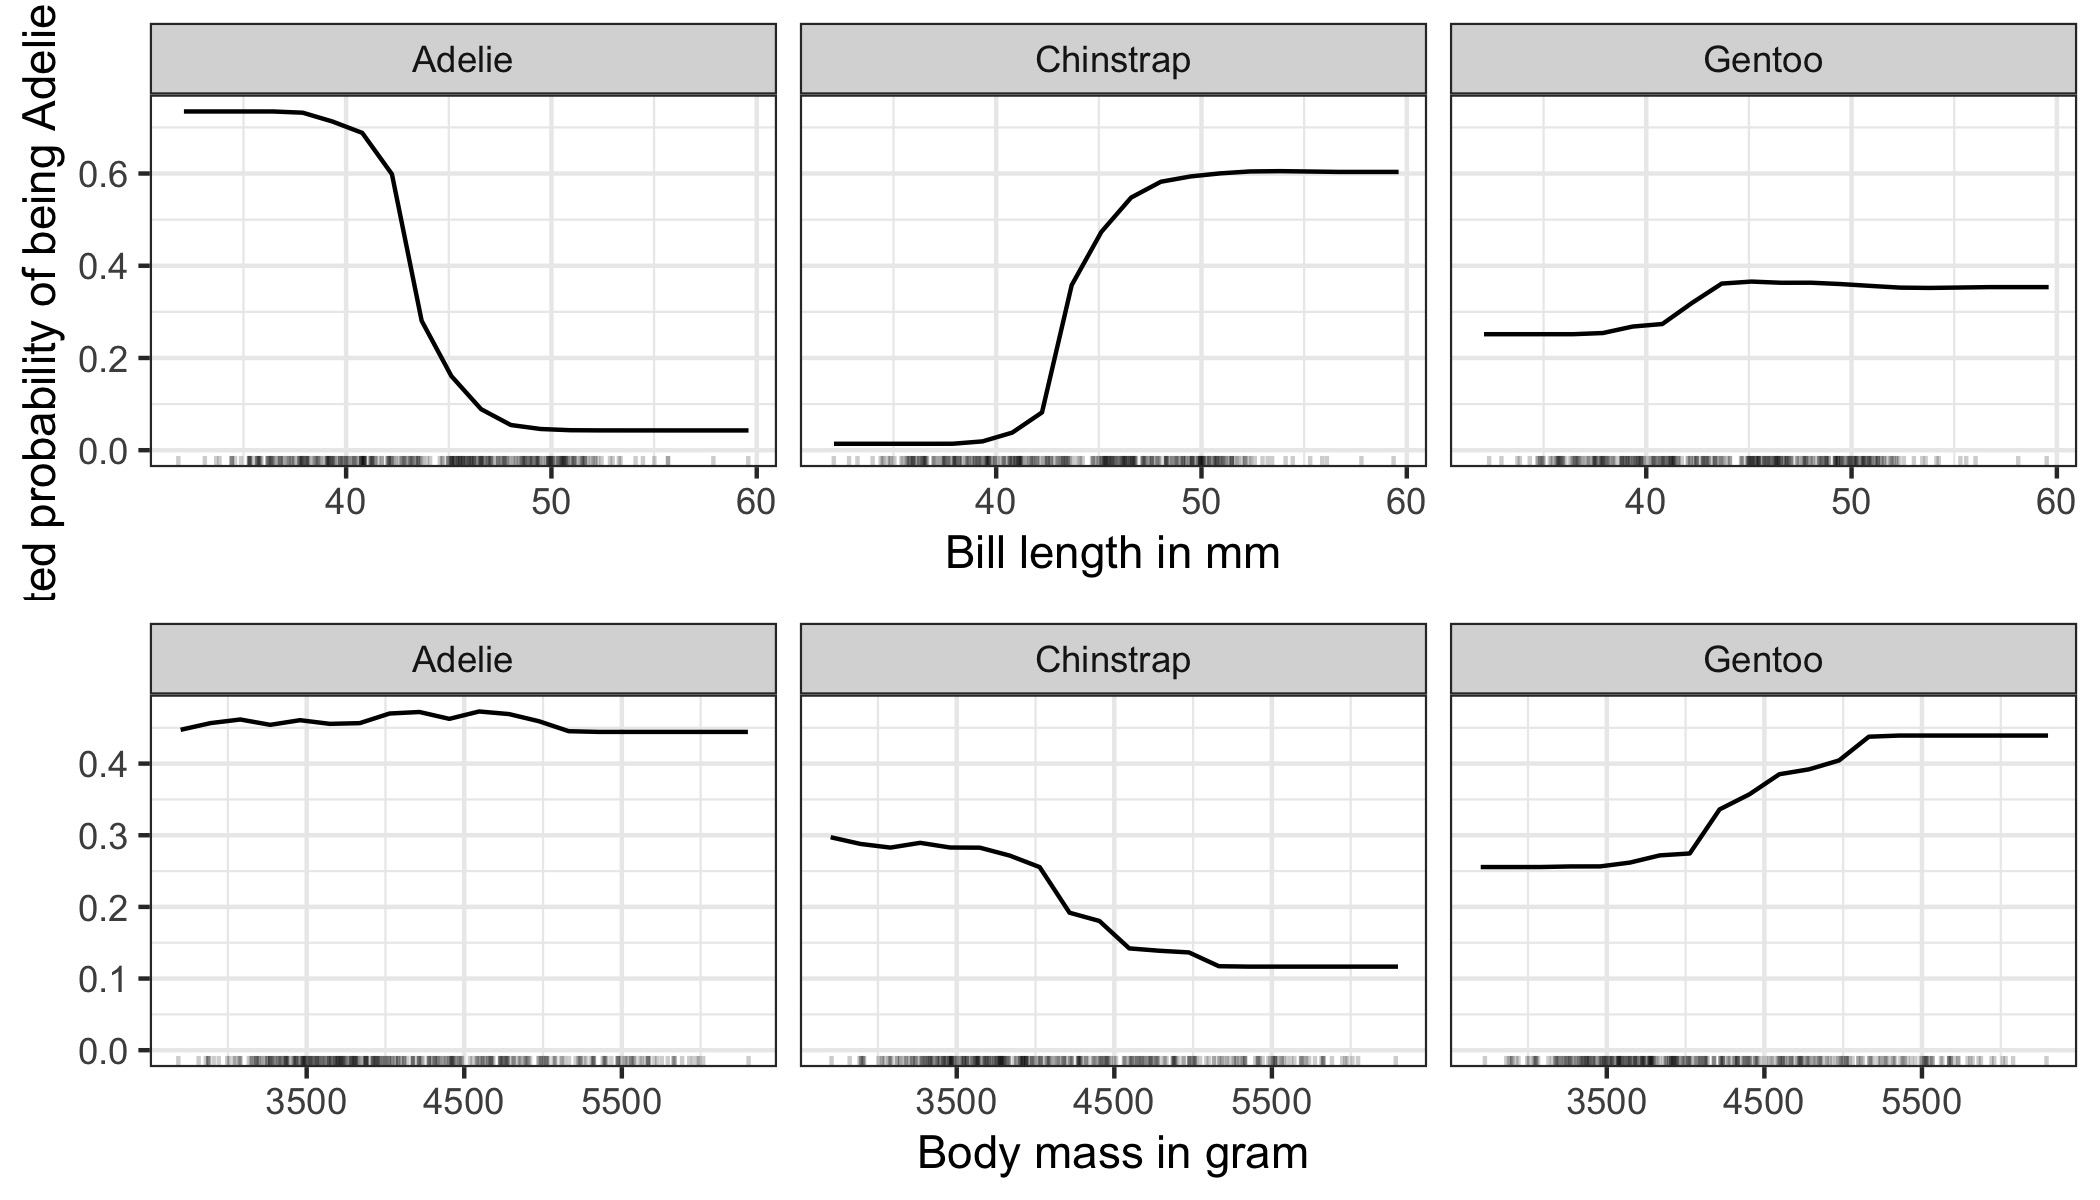 ted probability of being Adelie
Adelie
Chinstrap
Gentoo
0.6
0.4
0.2
0.0
40 50 60 40 50 60 40 50 60
Bill length in mm
Adelie
Chinstrap
Gentoo
0.4
0.3
0.2
0.1
0.0
3500 4500 5500 3500 4500 5500 3500 4500 5500
Body mass in gram